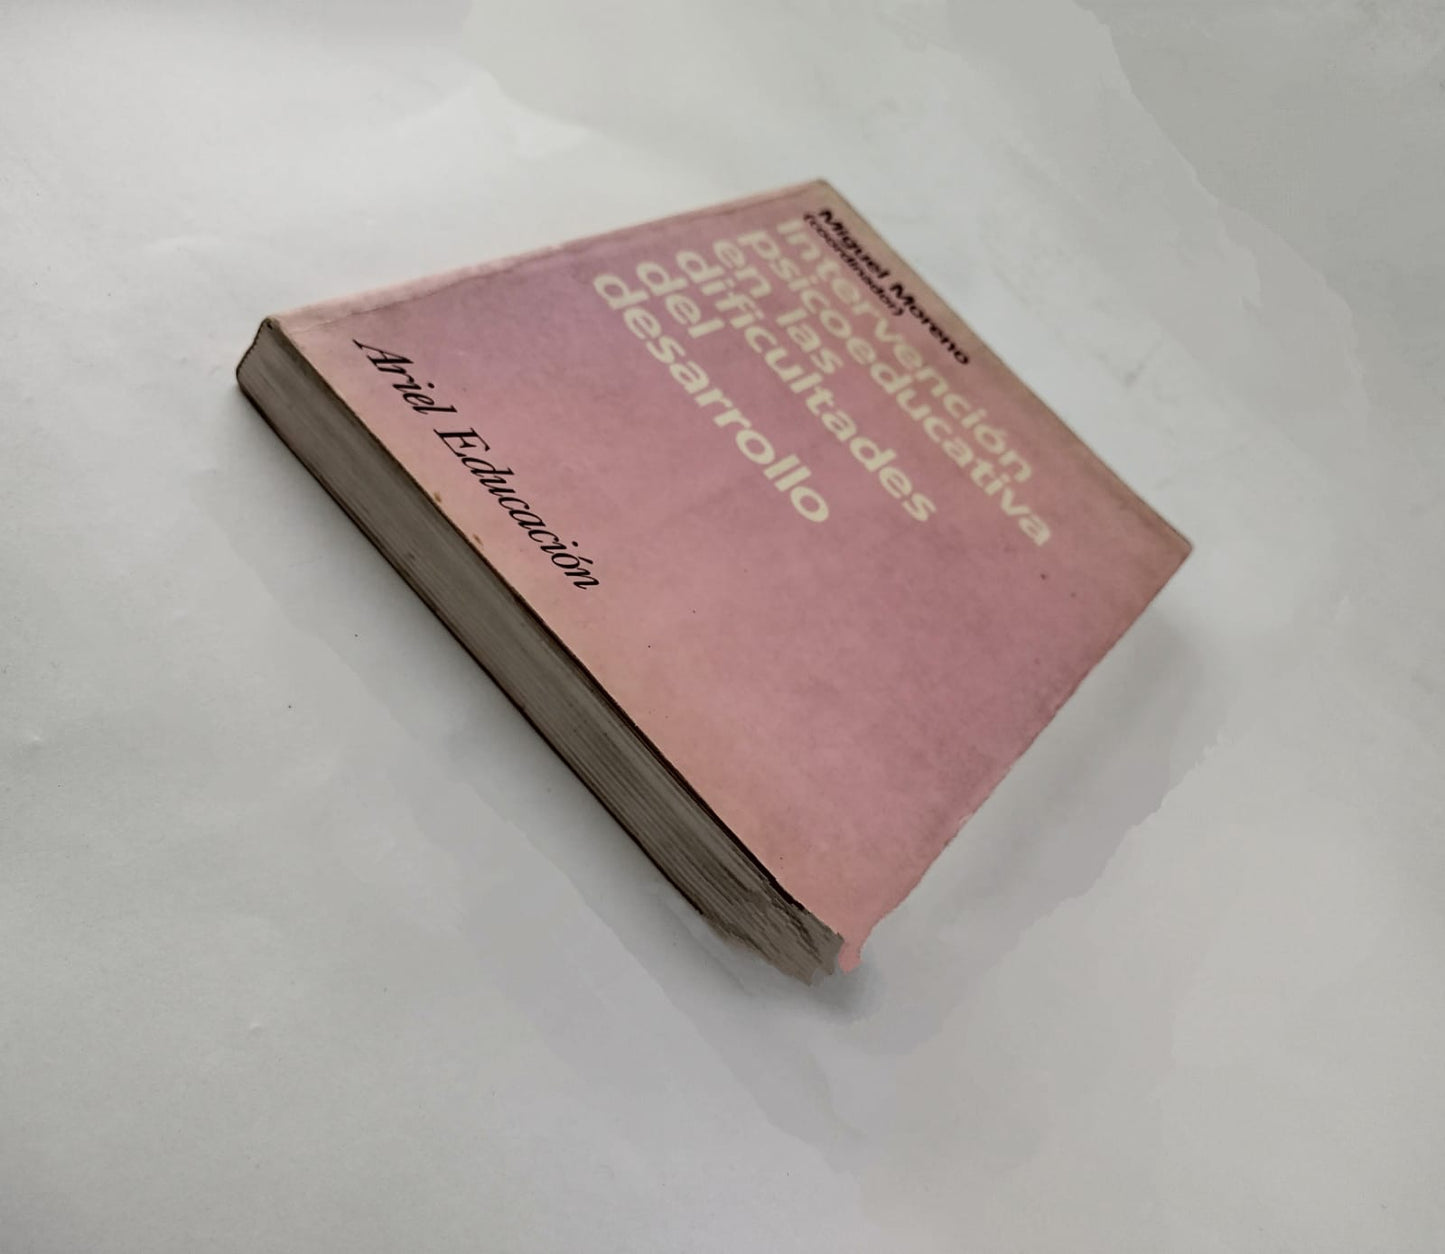 Miguel Moreno
(coordinador)
Intervención
psicoeducativa
en las
dificultades
del
desarrollo
Ariel Educación